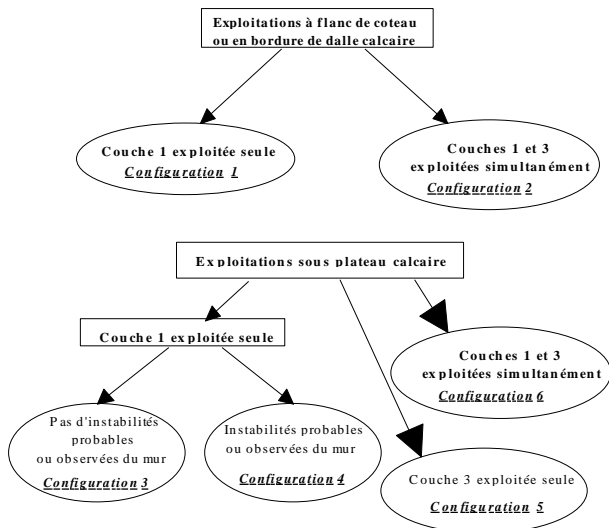 Exploitations à flanc de coteau
ou en bordure de dalle calcaire
Couche 1 exploitée seule
Configuration 1
Couches 1 et 3
exploitées simultanément
Configuration 2
Exploitations sous plateau calcaire
Couche 1 exploitée seule
Couches 1 et 3
exploitées simultanément
Configuration 6
Pas d'instabilités
probables
ou observées du mur
Configuration 3
Instabilités probables
ou observées du mur
Configuration 4
Couche 3 exploitée seule
Configuration 5